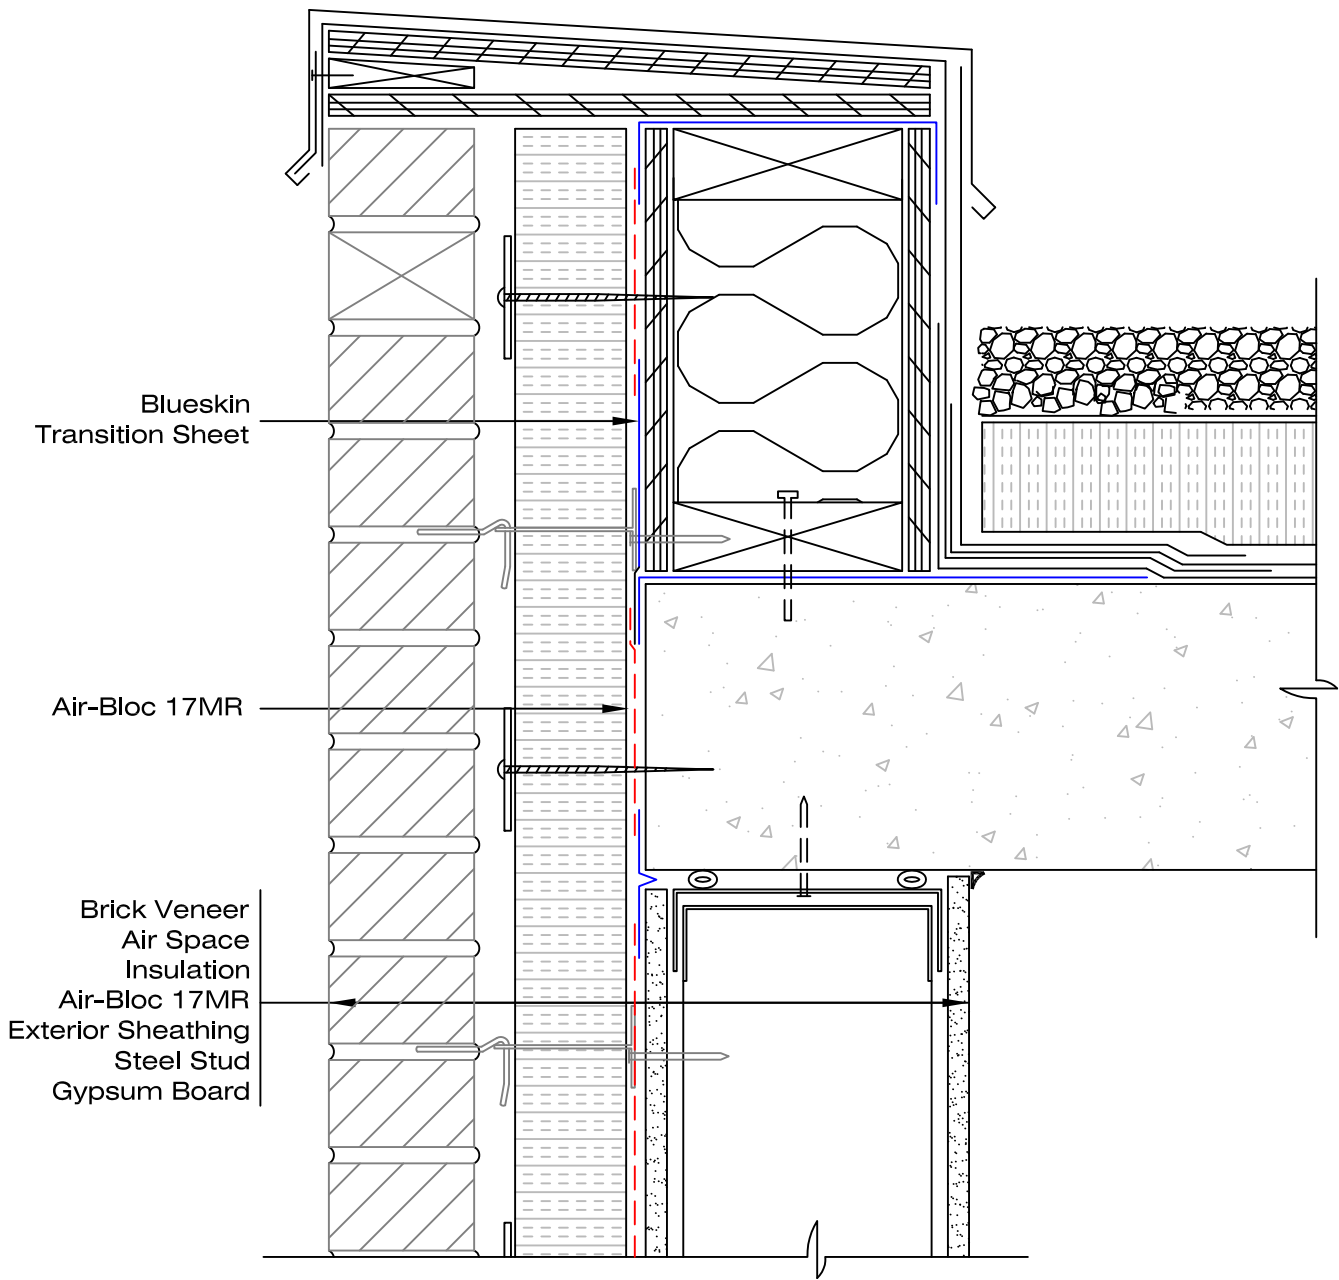 Blueskin
Transition Sheet
Air-Bloc 17MR
Brick Veneer
Air Space
Insulation
Air-Bloc 17MR
Exterior Sheathing
Steel Stud
Gypsum Board